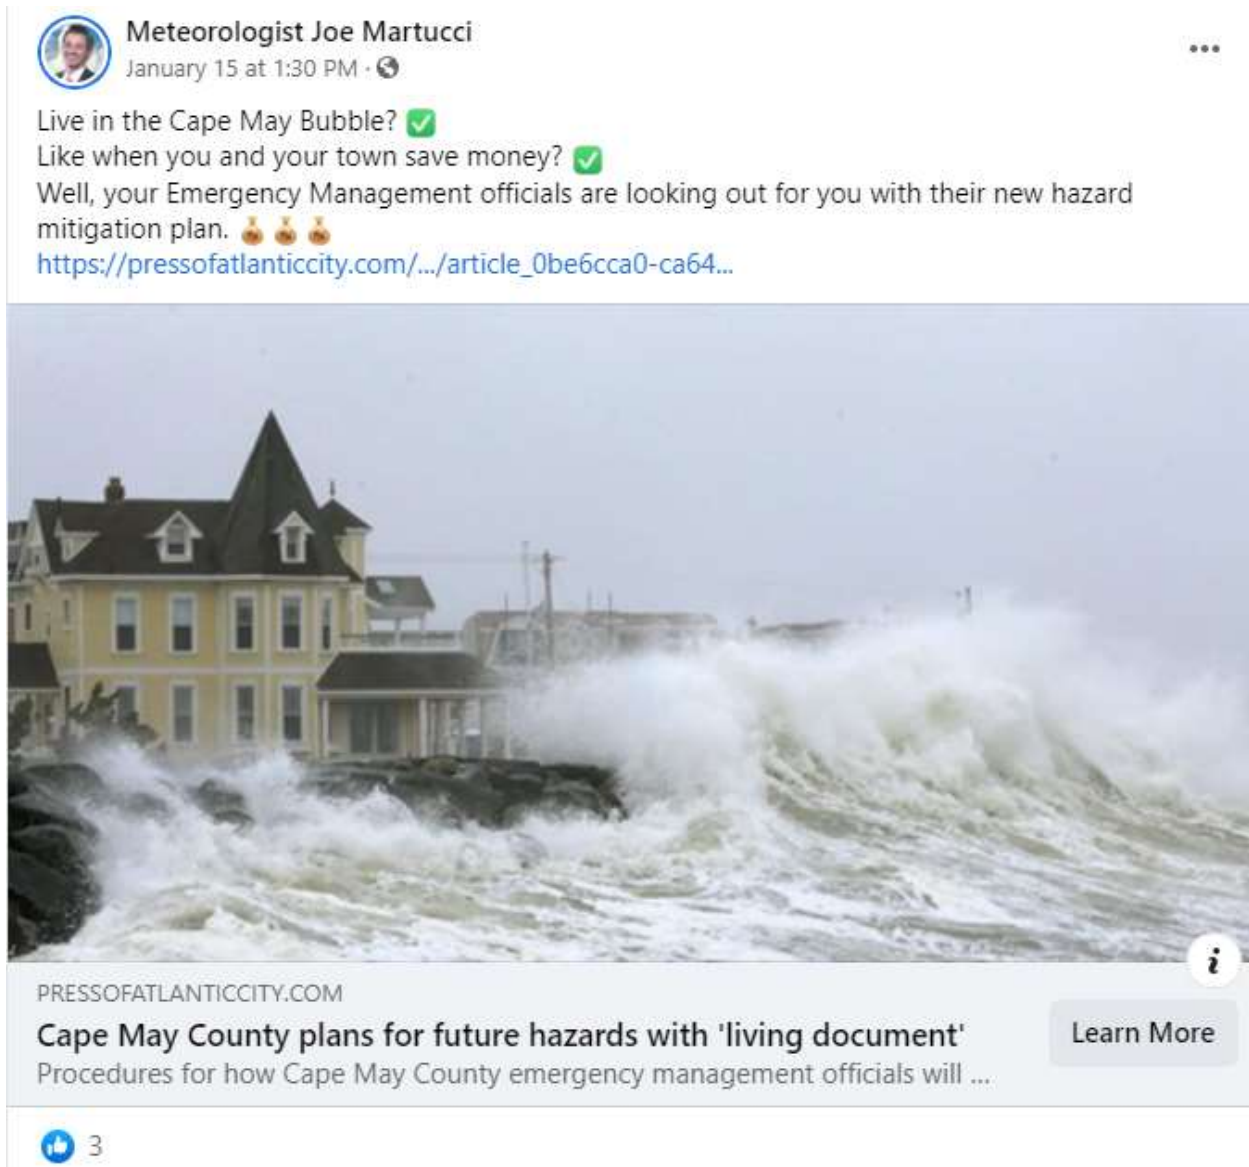 Meteorologist Joe Martucci
January 15 at 1:30 PM ·
Live in the Cape May Bubble? ✅
Like when you and your town save money? ✅
Well, your Emergency Management officials are looking out for you with their new hazard
mitigation plan. 💰💰💰
https://pressofatlanticcity.com/.../article_0be6cca0-ca64...
PRESSOFATLANTICCITY.COM
Cape May County plans for future hazards with 'living document'
Learn More
Procedures for how Cape May County emergency management officials will ...
3